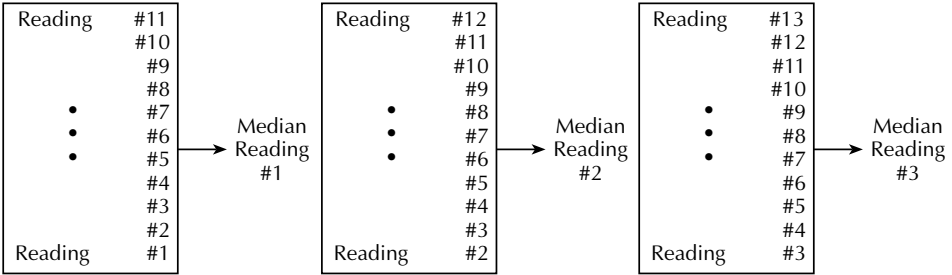 Reading #11
#10
#9
#8
#7
#6
#5
#4
#3
#2
Reading #1
Median
Reading
#1
Reading #12
#11
#10
#9
#8
#7
#6
#5
#4
#3
Reading #2
Median
Reading
#2
Reading #13
#12
#11
#10
#9
#8
#7
#6
#5
#4
Reading #3
Median
Reading
#3